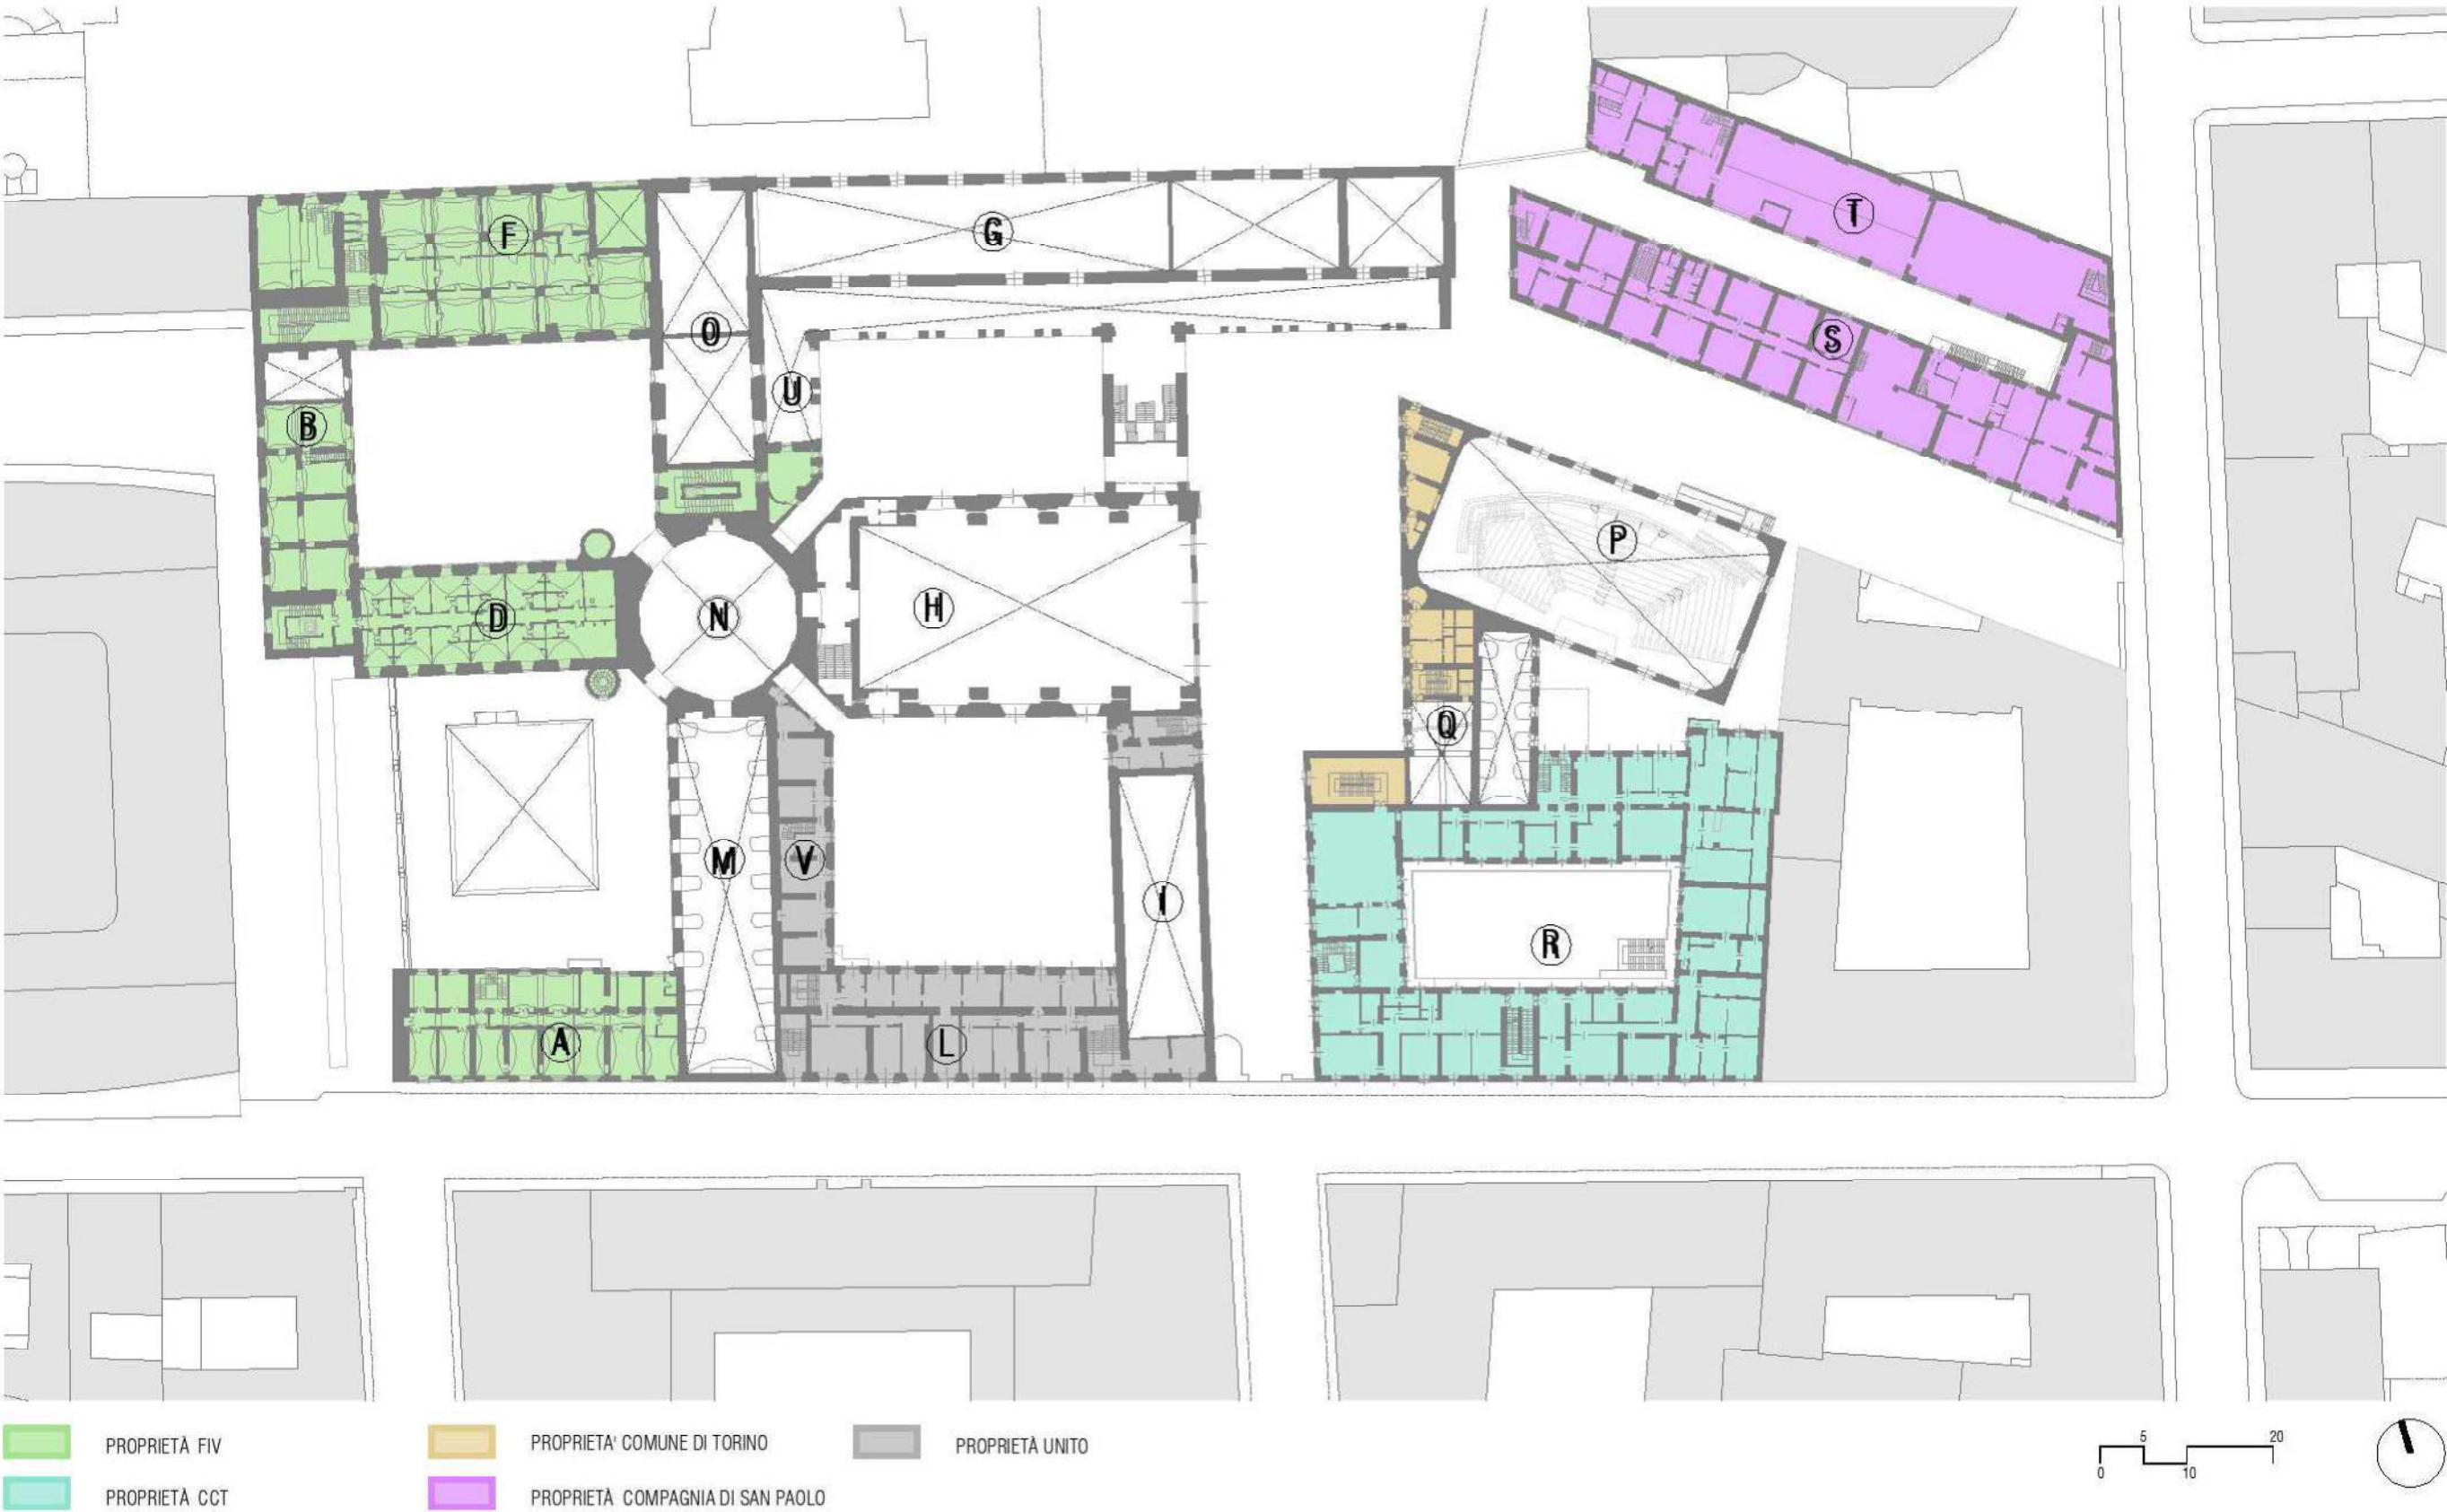 T
G
F
O
S
U
B
P
H
N
D
Q
M
V
I
R
A
L
PROPRIETÀ FIV
PROPRIETA' COMUNE DI TORINO
PROPRIETÀ UNITO
PROPRIETÀ CCT
PROPRIETÀ COMPAGNIA DI SAN PAOLO
5 20
0 10